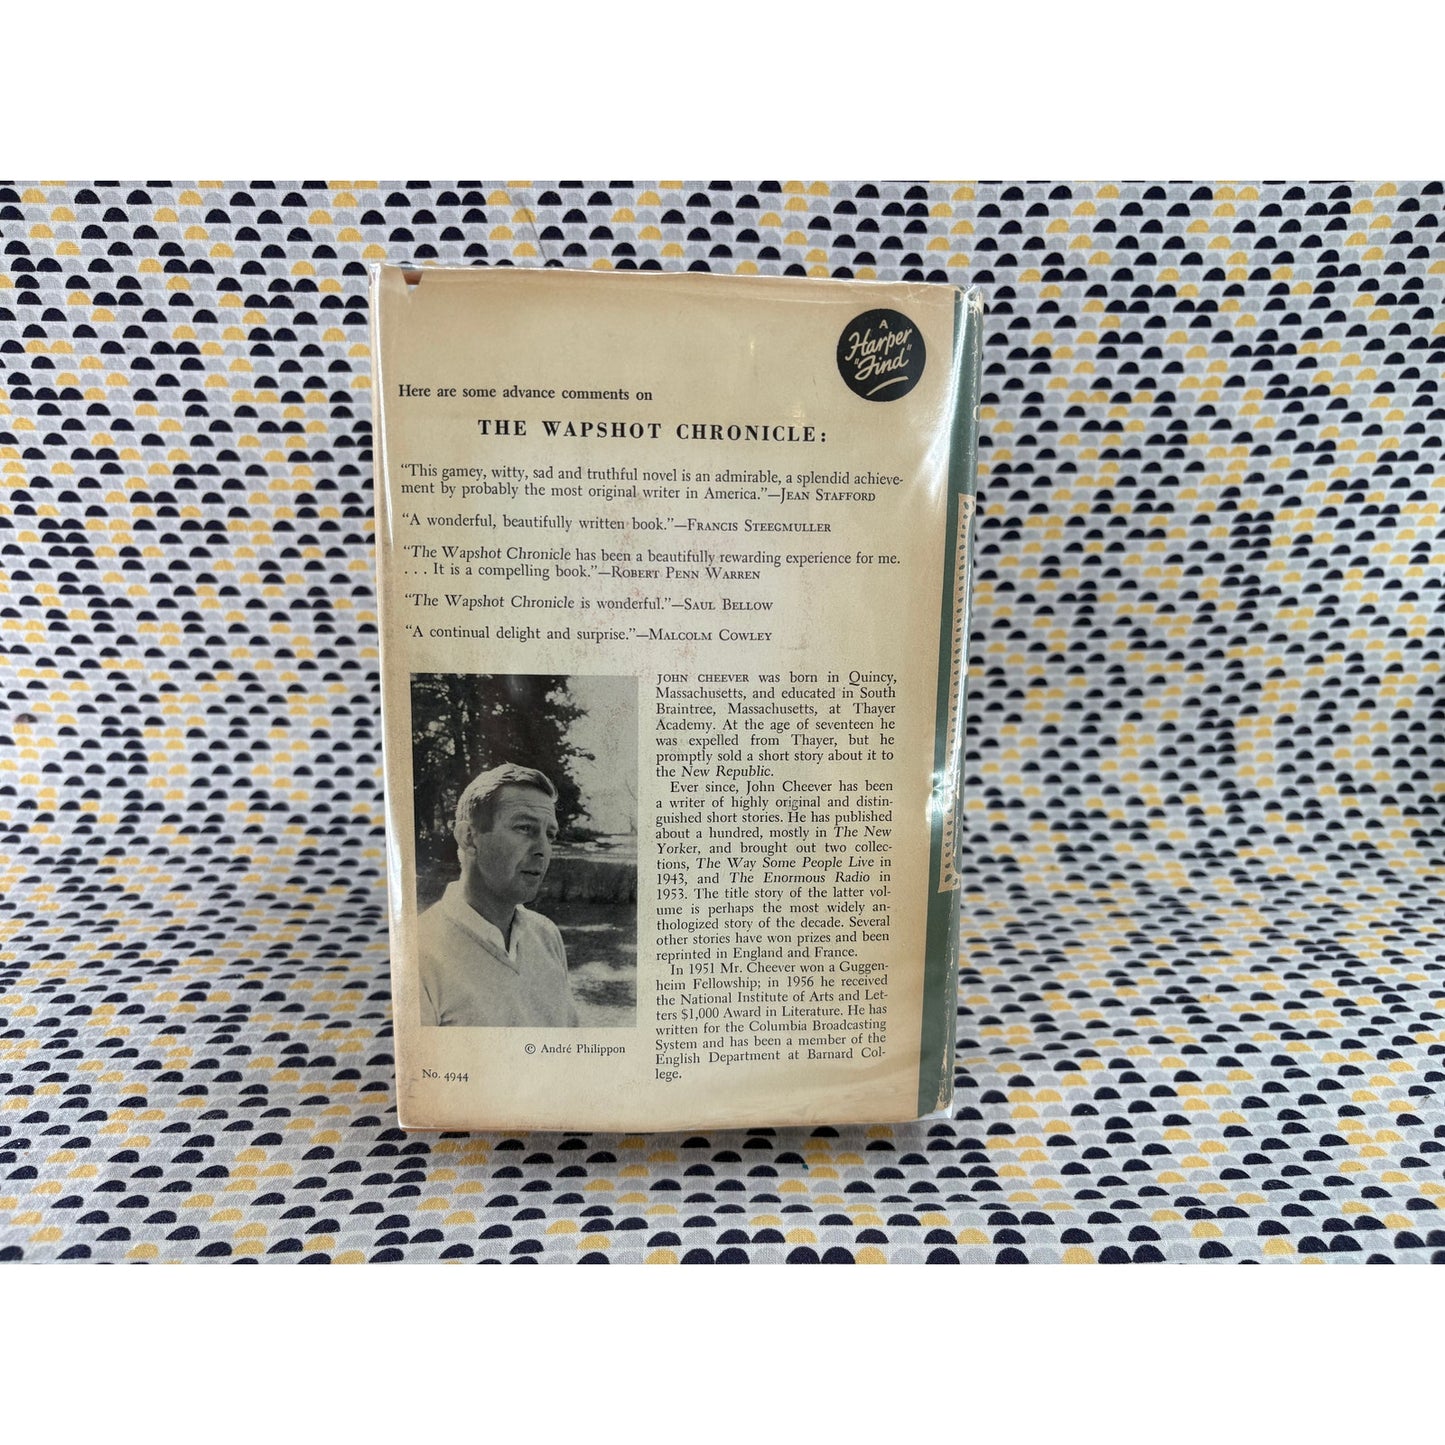 A
Harper
"Find"
Here are some advance comments on
THE WAPSHOT CHRONICLE:
“This gamey, witty, sad and truthful novel is an admirable, a splendid achieve-
ment by probably the most original writer in America.”—JEAN STAFFORD
“A wonderful, beautifully written book.”—FRANCIS STEEGMULLER
“The Wapshot Chronicle has been a beautifully rewarding experience for me.
. . . It is a compelling book.”—ROBERT PENN WARREN
“The Wapshot Chronicle is wonderful.”—SAUL BELLOW
“A continual delight and surprise.”—MALCOLM COWLEY
JOHN CHEEVER was born in Quincy,
Massachusetts, and educated in South
Braintree, Massachusetts, at Thayer
Academy. At the age of seventeen he
was expelled from Thayer, but he
promptly sold a short story about it to
the New Republic.
Ever since, John Cheever has been
a writer of highly original and distin-
guished short stories. He has published
about a hundred, mostly in The New
Yorker, and brought out two collec-
tions, The Way Some People Live in
1943, and The Enormous Radio in
1953. The title story of the latter vol-
ume is perhaps the most widely an-
thologized story of the decade. Several
other stories have won prizes and been
reprinted in England and France.
In 1951 Mr. Cheever won a Guggen-
heim Fellowship; in 1956 he received
the National Institute of Arts and Let-
ters $1,000 Award in Literature. He has
written for the Columbia Broadcasting
System and has been a member of the
English Department at Barnard Col-
lege.
© André Philippon
No. 4944